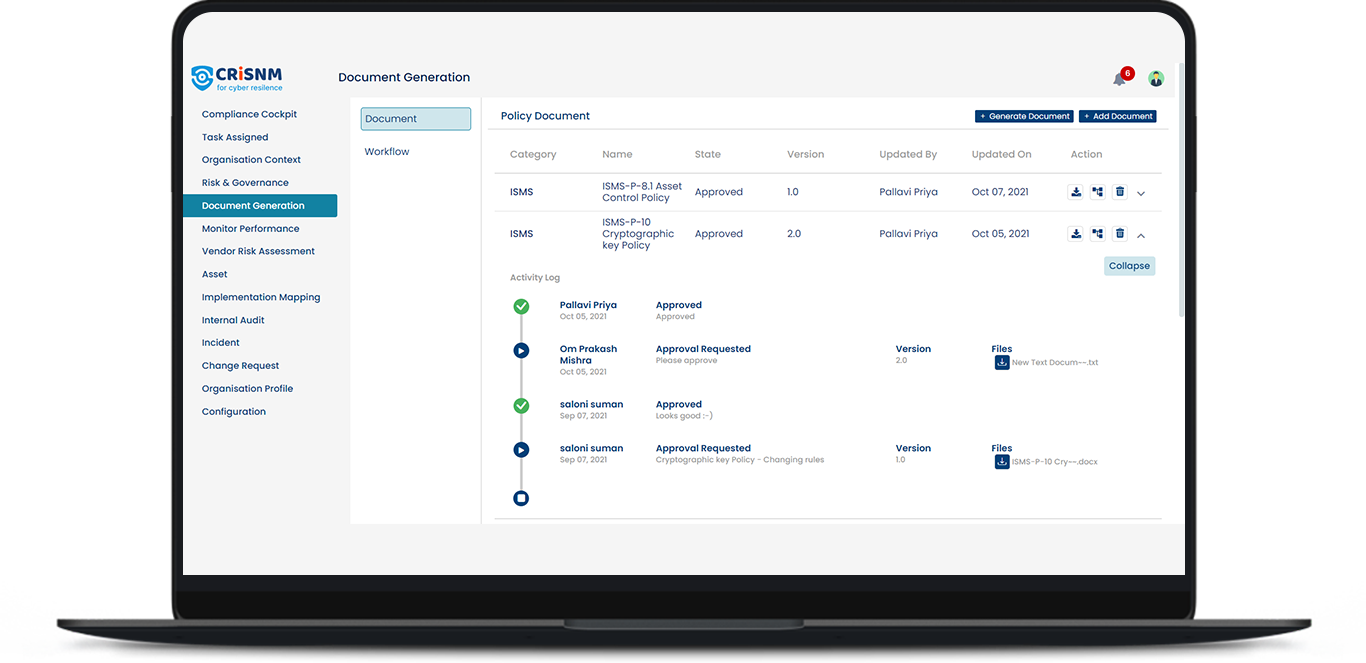 CRiSNM
for cyber resilence
Document Generation
6
Compliance Cockpit
Task Assigned
Organisation Context
Risk & Governance
Document Generation
Monitor Performance
Vendor Risk Assessment
Asset
Implementation Mapping
Internal Audit
Incident
Change Request
Organisation Profile
Configuration
Document
Workflow
Policy Document
+ Generate Document
+ Add Document
Category Name State Version Updated By Updated On Action
ISMS
ISMS-P-8.1 Asset
Control Policy
Approved 1.0 Pallavi Priya Oct 07, 2021
ISMS
ISMS-P-10
Cryptographic
key Policy
Approved 2.0 Pallavi Priya Oct 05, 2021
Collapse
Activity Log
Pallavi Priya
Oct 05, 2021
Approved
Approved
Om Prakash
Mishra
Oct 05, 2021
Approval Requested
Please approve
Version
2.0
Files
New Text Docum~~.txt
saloni suman
Sep 07, 2021
Approved
Looks good :-)
saloni suman
Sep 07, 2021
Approval Requested
Cryptographic key Policy - Changing rules
Version
1.0
Files
ISMS-P-10 Cry~~.docx